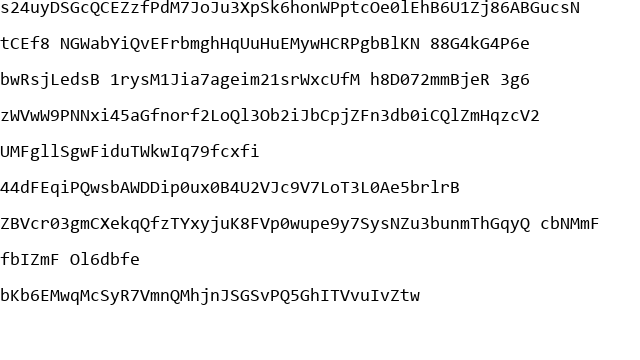 s24uyDSGcQCEZzfPdM7JoJu3XpSk6honWPptcOe0lEhB6U1Zj86ABGucsN
tCEf8 NGWabYiQvEFrbmghHqUuHuEMywHCRPgbBlKN 88G4kG4P6e
bwRsjLedsB 1rysM1Jia7ageim21srWxcUfM h8D072mmBjeR 3g6
zWVwW9PNNxi45aGfnorf2LoQl3Ob2iJbCpjZFn3db0iCQlZmHqzcV2
UMFgllSgwFiduTWkwIq79fcxfi
44dFEqiPQwsbAWDDip0ux0B4U2VJc9V7LoT3L0Ae5brlrB
ZBVcr03gmCXekqQfzTYxyjuK8FVp0wupe9y7SysNZu3bunmThGqyQ cbNMmF
fbIZmF Ol6dbfe
bKb6EMwqMcSyR7VmnQMhjnJSGSvPQ5GhITVvuIvZtw